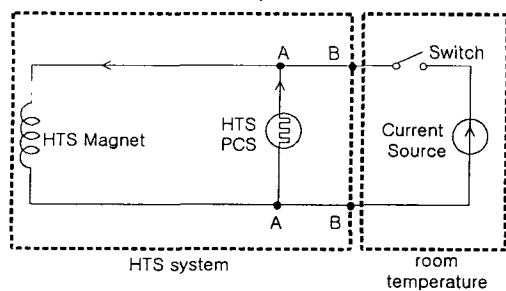 A
B
Switch
HTS Magnet
HTS
PCS
Current
Source
A
B
HTS system
room
temperature